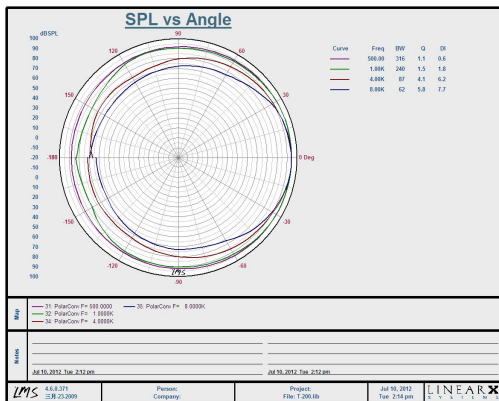 SPL vs Angle
dBSPL
90
120
60
150
30
-180
0 Deg
-150
-30
-120
-60
-90
100
90
80
70
60
50
40
30
20
10
0
-20
0
10
20
30
40
50
60
70
80
90
100
LMS
Curve Freq BW Q DI
500.00 316 1.1 0.6
1.00K 240 1.5 1.8
4.00K 87 4.1 6.2
8.00K 62 5.8 7.7
Map
31: PolarConv F= 500.0000 35: PolarConv F= 8.0000K
32: PolarConv F= 1.0000K
34: PolarConv F= 4.0000K
Notes
Jul 10, 2012 Tue 2:12 pm Jul 10, 2012 Tue 2:12 pm
LMS 4.6.0.371 Person: Project: Jul 10, 2012 LINEARX
三月-23-2009 Company: File: T-200.lib Tue 2:14 pm SYSTEMS